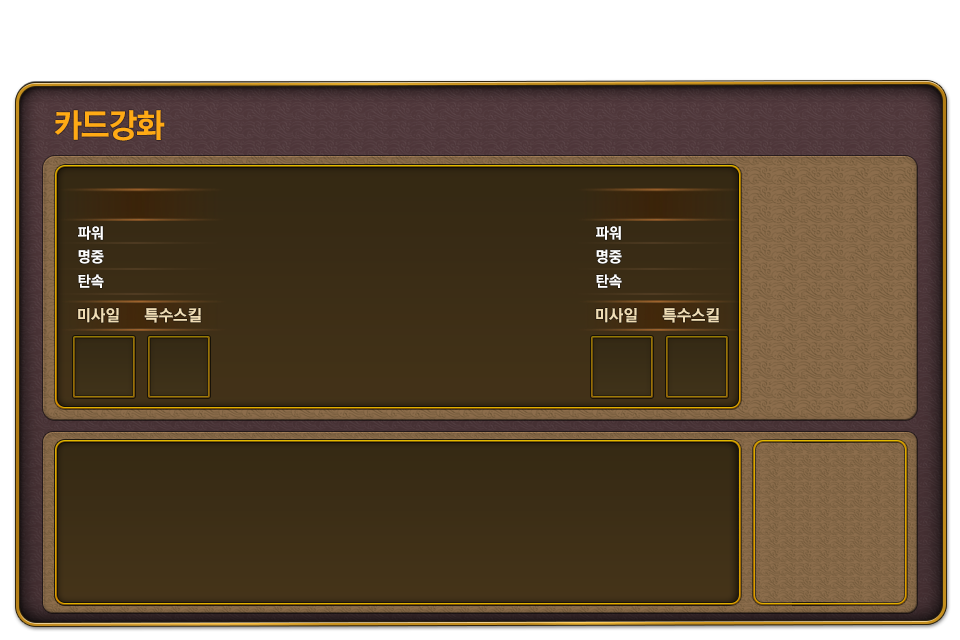 카드강화
파워
명중
탄속
미사일 특수스킬
파워
명중
탄속
미사일 특수스킬